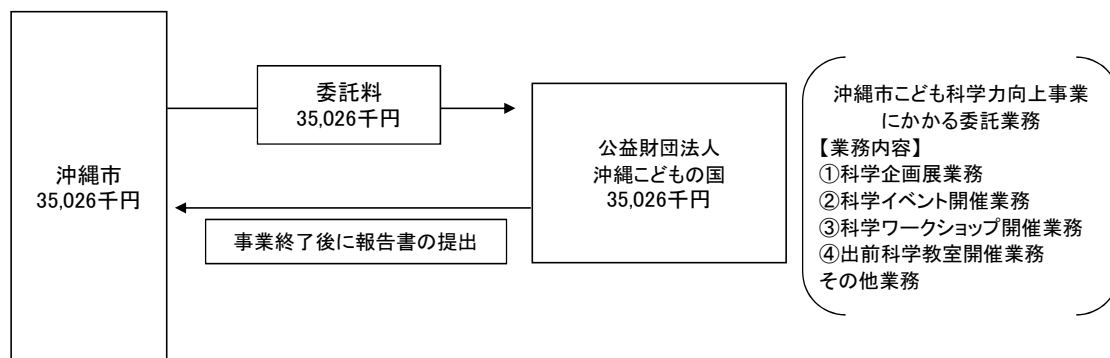 沖縄市
35,026千円
委託料
35,026千円
事業終了後に報告書の提出
公益財団法人
沖縄こどもの国
35,026千円
沖縄市こども科学力向上事業
にかかる委託業務
【業務内容】
①科学企画展業務
②科学イベント開催業務
③科学ワークショップ開催業務
④出前科学教室開催業務
その他業務